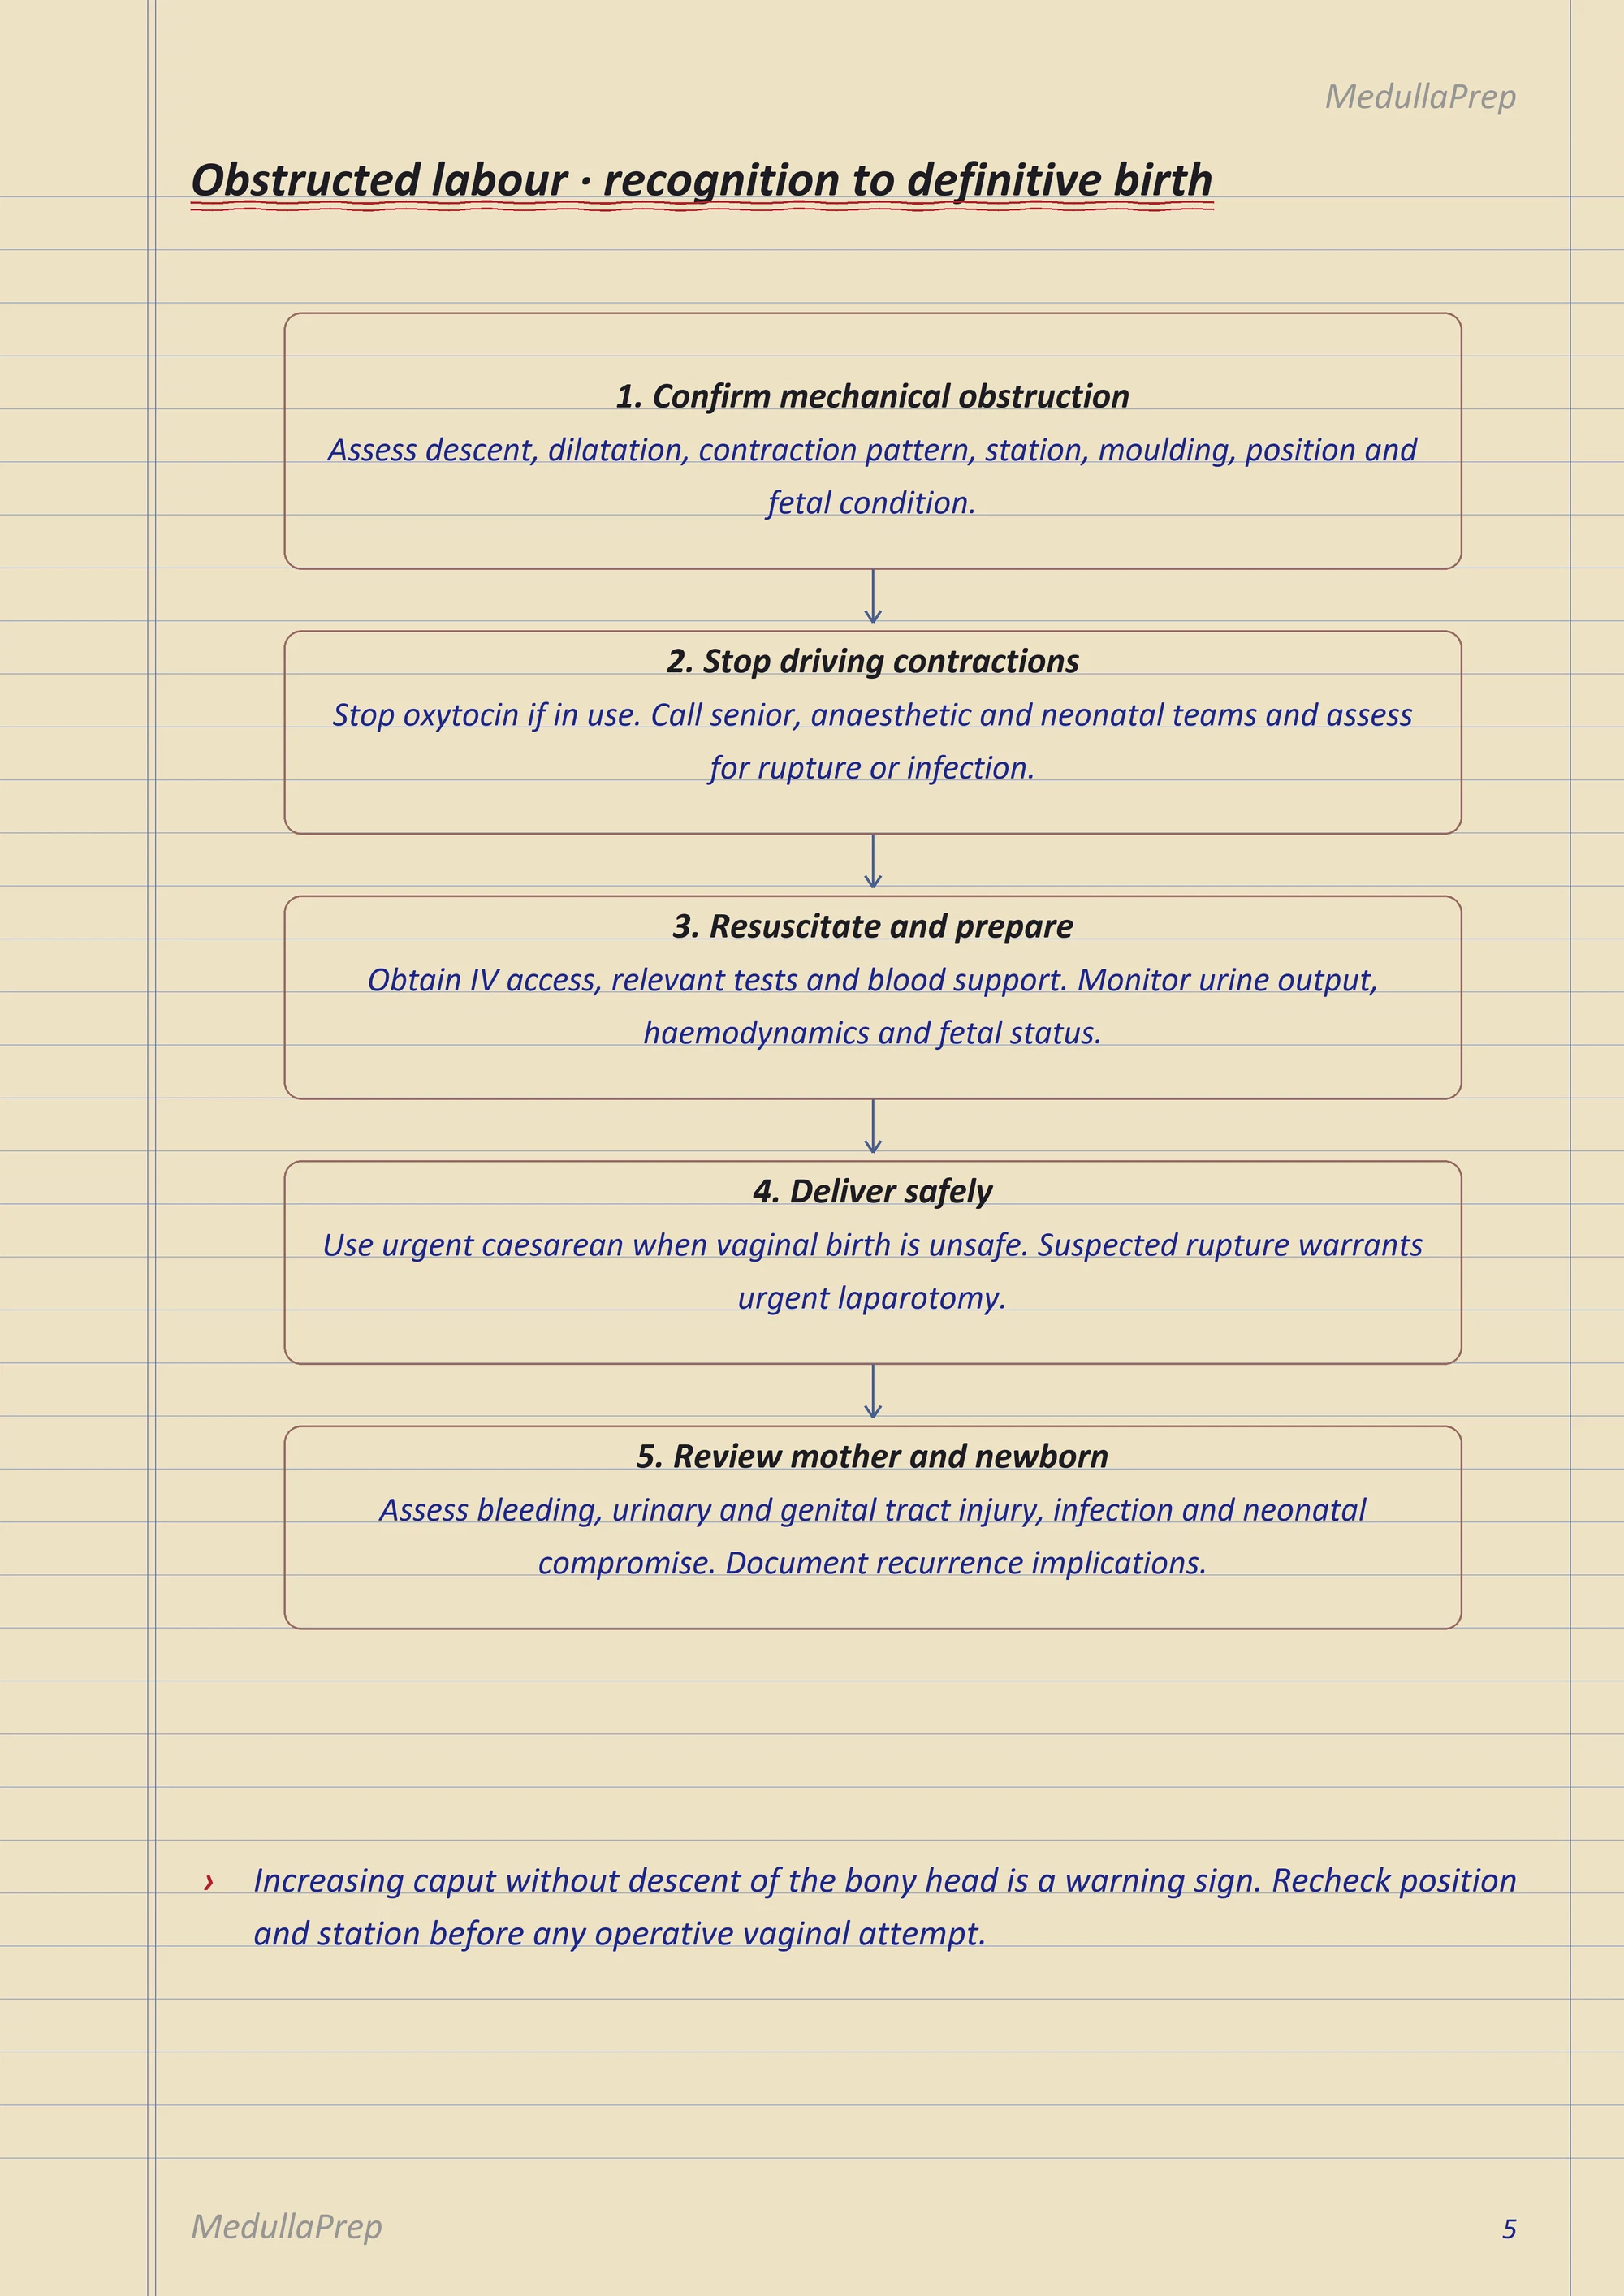 MedullaPrep
Obstructed labour · recognition to definitive birth
1. Confirm mechanical obstruction
Assess descent, dilatation, contraction pattern, station, moulding, position and
fetal condition.
2. Stop driving contractions
Stop oxytocin if in use. Call senior, anaesthetic and neonatal teams and assess
for rupture or infection.
3. Resuscitate and prepare
Obtain IV access, relevant tests and blood support. Monitor urine output,
haemodynamics and fetal status.
4. Deliver safely
Use urgent caesarean when vaginal birth is unsafe. Suspected rupture warrants
urgent laparotomy.
5. Review mother and newborn
Assess bleeding, urinary and genital tract injury, infection and neonatal
compromise. Document recurrence implications.
› Increasing caput without descent of the bony head is a warning sign. Recheck position
and station before any operative vaginal attempt.
MedullaPrep
5